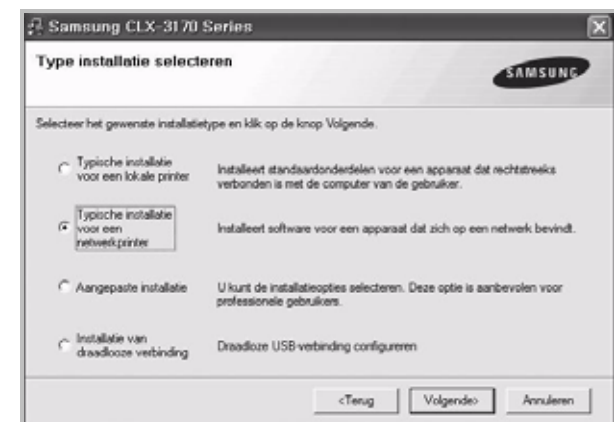 Samsung CLX-3170 Series
Type installatie selecteren
SAMSUNG
Selecteer het gewenste installatietype en klik op de knop Volgende.
Typische installatie
voor een lokale printer
Installeert standaardonderdelen voor een apparaat dat rechtstreeks
verbonden is met de computer van de gebruiker.
Typische installatie
voor een
netwerkprinter
Installeert software voor een apparaat dat zich op een netwerk bevindt.
Aangepaste installatie
U kunt de installatieopties selecteren. Deze optie is aanbevolen voor
professionele gebruikers.
Installatie van
draadlooze verbinding
Draadloze USB-verbinding configureren
<Terug
Volgende>
Annuleren